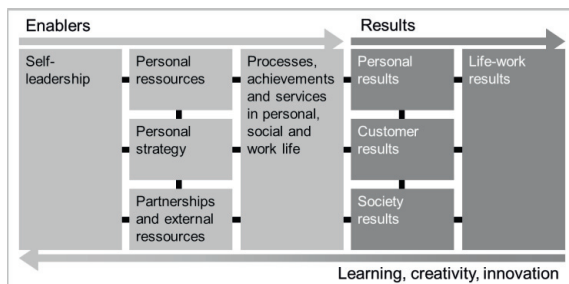 Enablers
Results
Self-
leadership
Personal
ressources
Personal
strategy
Partnerships
and external
ressources
Processes,
achievements
and services
in personal,
social and
work life
Personal
results
Customer
results
Society
results
Life-work
results
Learning, creativity, innovation